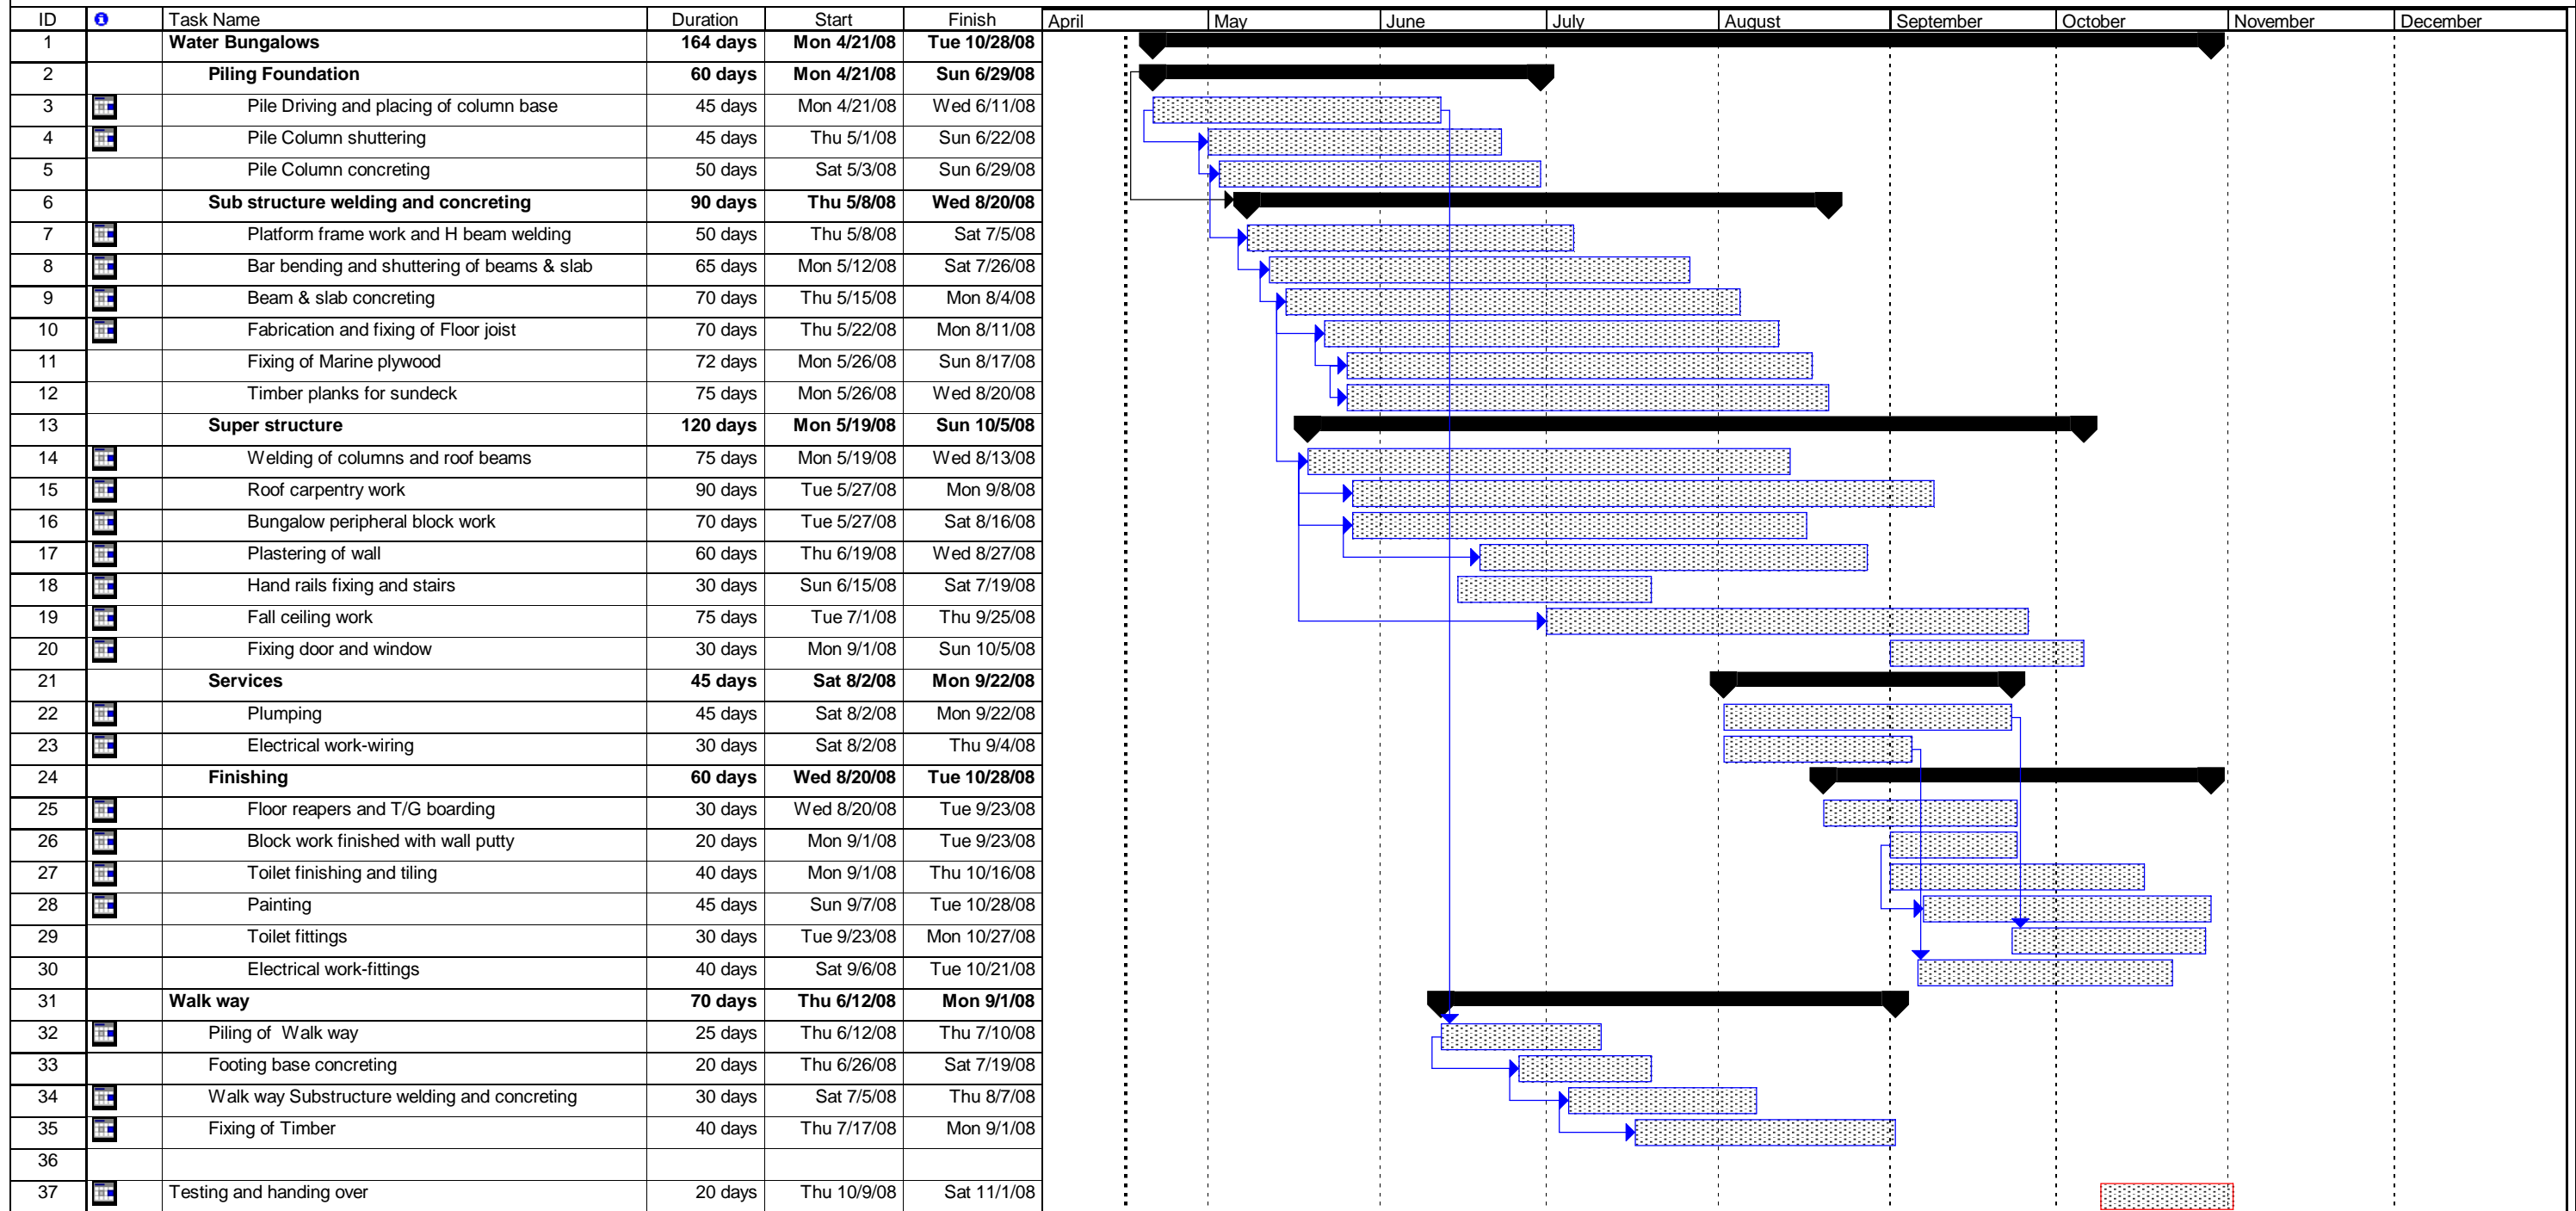 ID Task Name Duration Start Finish April May June July August September October November December
1 Water Bungalows 164 days Mon 4/21/08 Tue 10/28/08
2 Piling Foundation 60 days Mon 4/21/08 Sun 6/29/08
3 Pile Driving and placing of column base 45 days Mon 4/21/08 Wed 6/11/08
4 Pile Column shuttering 45 days Thu 5/1/08 Sun 6/22/08
5 Pile Column concreting 50 days Sat 5/3/08 Sun 6/29/08
6 Sub structure welding and concreting 90 days Thu 5/8/08 Wed 8/20/08
7 Platform frame work and H beam welding 50 days Thu 5/8/08 Sat 7/5/08
8 Bar bending and shuttering of beams & slab 65 days Mon 5/12/08 Sat 7/26/08
9 Beam & slab concreting 70 days Thu 5/15/08 Mon 8/4/08
10 Fabrication and fixing of Floor joist 70 days Thu 5/22/08 Mon 8/11/08
11 Fixing of Marine plywood 72 days Mon 5/26/08 Sun 8/17/08
12 Timber planks for sundeck 75 days Mon 5/26/08 Wed 8/20/08
13 Super structure 120 days Mon 5/19/08 Sun 10/5/08
14 Welding of columns and roof beams 75 days Mon 5/19/08 Wed 8/13/08
15 Roof carpentry work 90 days Tue 5/27/08 Mon 9/8/08
16 Bungalow peripheral block work 70 days Tue 5/27/08 Sat 8/16/08
17 Plastering of wall 60 days Thu 6/19/08 Wed 8/27/08
18 Hand rails fixing and stairs 30 days Sun 6/15/08 Sat 7/19/08
19 Fall ceiling work 75 days Tue 7/1/08 Thu 9/25/08
20 Fixing door and window 30 days Mon 9/1/08 Sun 10/5/08
21 Services 45 days Sat 8/2/08 Mon 9/22/08
22 Plumping 45 days Sat 8/2/08 Mon 9/22/08
23 Electrical work-wiring 30 days Sat 8/2/08 Thu 9/4/08
24 Finishing 60 days Wed 8/20/08 Tue 10/28/08
25 Floor reapers and T/G boarding 30 days Wed 8/20/08 Tue 9/23/08
26 Block work finished with wall putty 20 days Mon 9/1/08 Tue 9/23/08
27 Toilet finishing and tiling 40 days Mon 9/1/08 Thu 10/16/08
28 Painting 45 days Sun 9/7/08 Tue 10/28/08
29 Toilet fittings 30 days Tue 9/23/08 Mon 10/27/08
30 Electrical work-fittings 40 days Sat 9/6/08 Tue 10/21/08
31 Walk way 70 days Thu 6/12/08 Mon 9/1/08
32 Piling of Walk way 25 days Thu 6/12/08 Thu 7/10/08
33 Footing base concreting 20 days Thu 6/26/08 Sat 7/19/08
34 Walk way Substructure welding and concreting 30 days Sat 7/5/08 Thu 8/7/08
35 Fixing of Timber 40 days Thu 7/17/08 Mon 9/1/08
36
37 Testing and handing over 20 days Thu 10/9/08 Sat 11/1/08